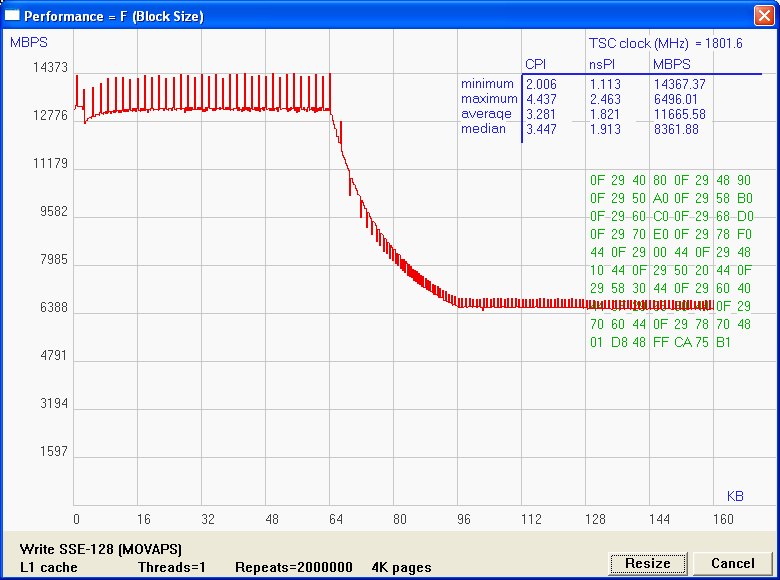 Performance = F (Block Size)
MBPS
TSC clock (MHz) = 1801.6
CPI nsPI MBPS
minimum 2.006 1.113 14367.37
maximum 4.437 2.463 6496.01
average 3.281 1.821 11665.58
median 3.447 1.913 8361.88
14373
12776
11179
9582
7985
6388
4791
3194
1597
0F 29 40 80 0F 29 48 90
0F 29 50 A0 0F 29 58 B0
0F 29 60 C0 0F 29 68 D0
0F 29 70 E0 0F 29 78 F0
44 0F 29 00 44 0F 29 48
10 44 0F 29 50 20 44 0F
29 58 30 44 0F 29 60 40
0F 29
70 60 44 0F 29 78 70 48
01 D8 48 FF CA 75 B1
KB
0 16 32 48 64 80 96 112 128 144 160
Write SSE-128 (MOVAPS)
L1 cache Threads=1 Repeats=2000000 4K pages
Resize Cancel